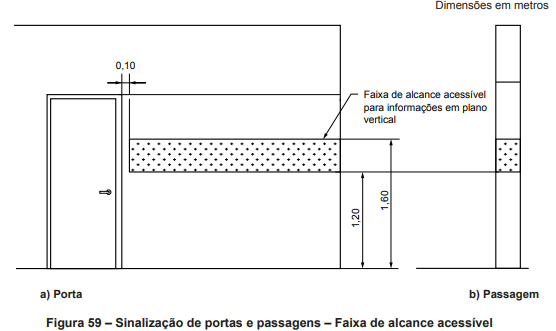 Dimensões em metros
0,10
Faixa de alcance acessível
para informações em plano
vertical
1,20
1,60
a) Porta
b) Passagem
Figura 59 – Sinalização de portas e passagens – Faixa de alcance acessível